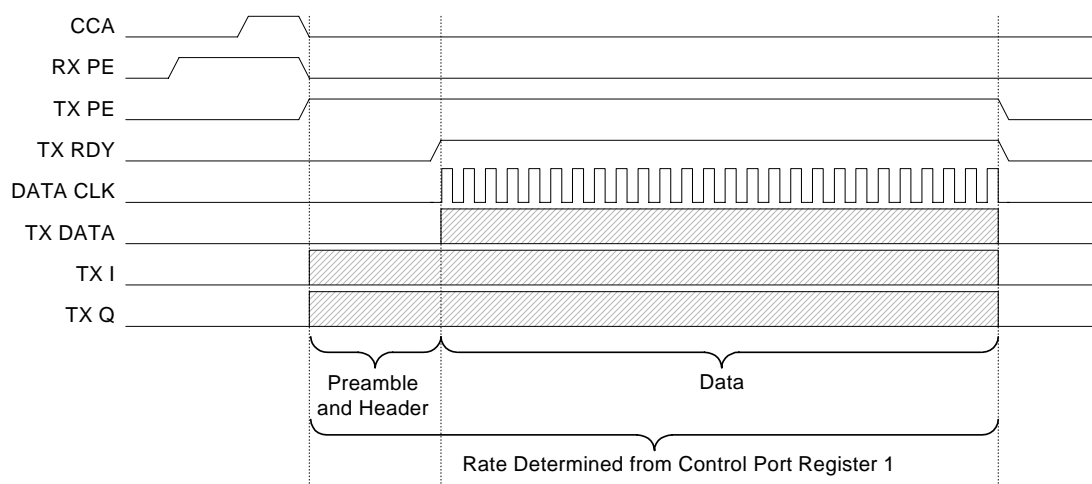 CCA
RX PE
TX PE
TX RDY
DATA CLK
TX DATA
TX I
TX Q
Preamble
and Header
Data
Rate Determined from Control Port Register 1